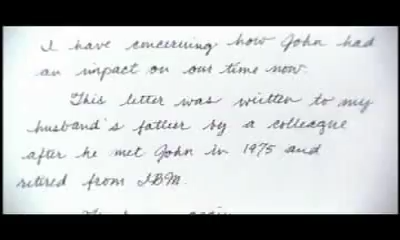 I have concerning how John had
an impact on our time now.
This letter was written to my
husband's father by a colleague
after he met John in 1975 and
retired from IBM.